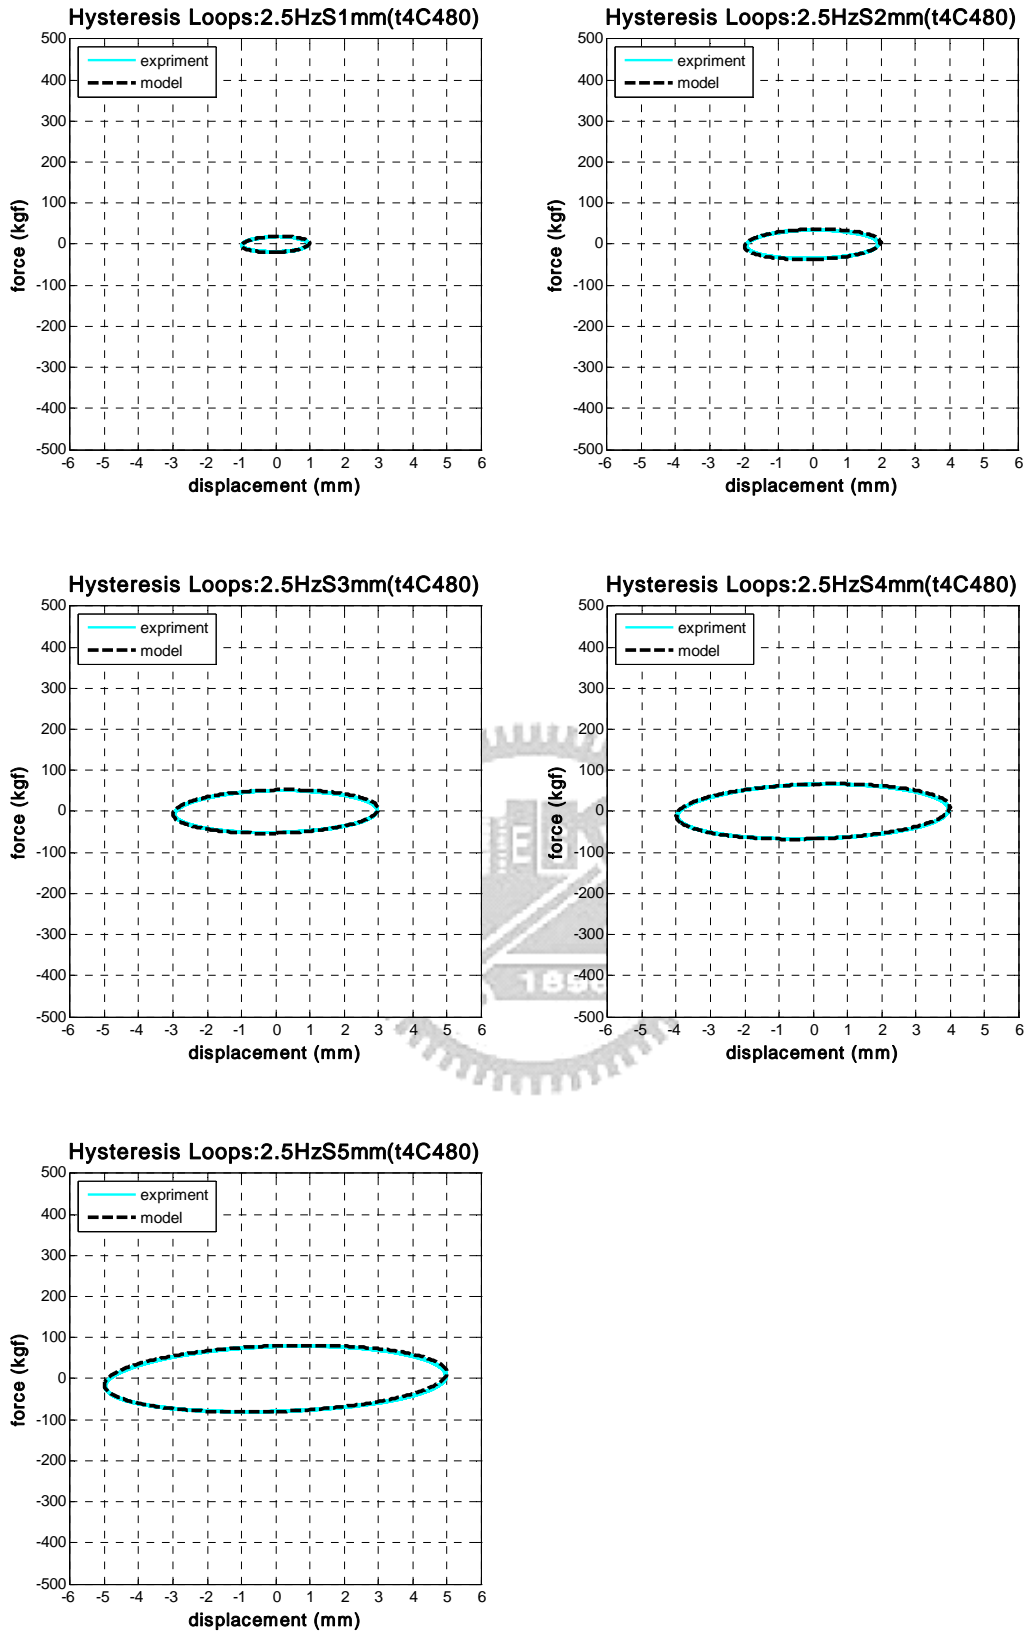 Hysteresis Loops:2.5HzS1mm(t4C480)
500
400
300
200
100
0
-100
-200
-300
-400
-500
force (kgf)
expriment
model
-6 -5 -4 -3 -2 -1 0 1 2 3 4 5 6
displacement (mm)
Hysteresis Loops:2.5HzS2mm(t4C480)
500
400
300
200
100
0
-100
-200
-300
-400
-500
force (kgf)
expriment
model
-6 -5 -4 -3 -2 -1 0 1 2 3 4 5 6
displacement (mm)
Hysteresis Loops:2.5HzS3mm(t4C480)
500
400
300
200
100
0
-100
-200
-300
-400
-500
force (kgf)
expriment
model
-6 -5 -4 -3 -2 -1 0 1 2 3 4 5 6
displacement (mm)
Hysteresis Loops:2.5HzS4mm(t4C480)
500
400
300
200
100
0
-100
-200
-300
-400
-500
force (kgf)
expriment
model
-6 -5 -4 -3 -2 -1 0 1 2 3 4 5 6
displacement (mm)
Hysteresis Loops:2.5HzS5mm(t4C480)
500
400
300
200
100
0
-100
-200
-300
-400
-500
force (kgf)
expriment
model
-6 -5 -4 -3 -2 -1 0 1 2 3 4 5 6
displacement (mm)